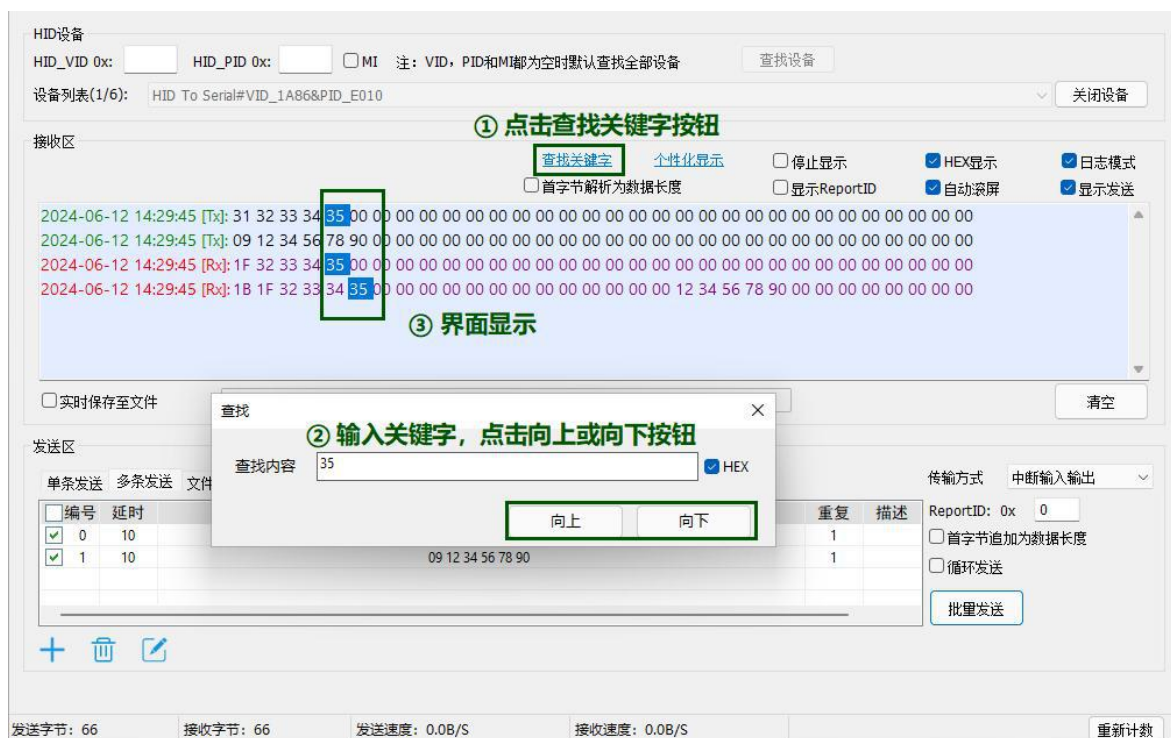 HID设备
HID_VID 0x: HID_PID 0x: MI 注：VID，PID和MI都为空时默认查找全部设备 查找设备
设备列表(1/6): HID To Serial#VID_1A86&PID_E010 关闭设备
① 点击查找关键字按钮
接收区
查找关键字 个性化显示 停止显示 HEX显示 日志模式
首字节解析为数据长度 显示ReportID 自动滚屏 显示发送
2024-06-12 14:29:45 [Tx]: 31 32 33 34 35 00 00 00 00 00 00 00 00 00 00 00 00 00 00 00 00 00 00 00 00 00 00 00 00 00 00 00
2024-06-12 14:29:45 [Tx]: 09 12 34 56 78 90 00 00 00 00 00 00 00 00 00 00 00 00 00 00 00 00 00 00 00 00 00 00 00 00 00 00
2024-06-12 14:29:45 [Rx]: 1F 32 33 34 35 00 00 00 00 00 00 00 00 00 00 00 00 00 00 00 00 00 00 00 00 00 00 00 00 00 00 00
2024-06-12 14:29:45 [Rx]: 1B 1F 32 33 34 35 00 00 00 00 00 00 00 00 00 00 00 00 00 12 34 56 78 90 00 00 00 00 00 00 00 00
③ 界面显示
实时保存至文件 清空
查找
② 输入关键字，点击向上或向下按钮
发送区
查找内容 35 HEX
单条发送 多条发送 文件 传输方式 中断输入输出
编号 延时 向上 向下 重复 描述 ReportID: 0x 0
0 10 1 首字节追加为数据长度
1 10 09 12 34 56 78 90 1
循环发送
批量发送
发送字节: 66 接收字节: 66 发送速度: 0.0B/S 接收速度: 0.0B/S 重新计数